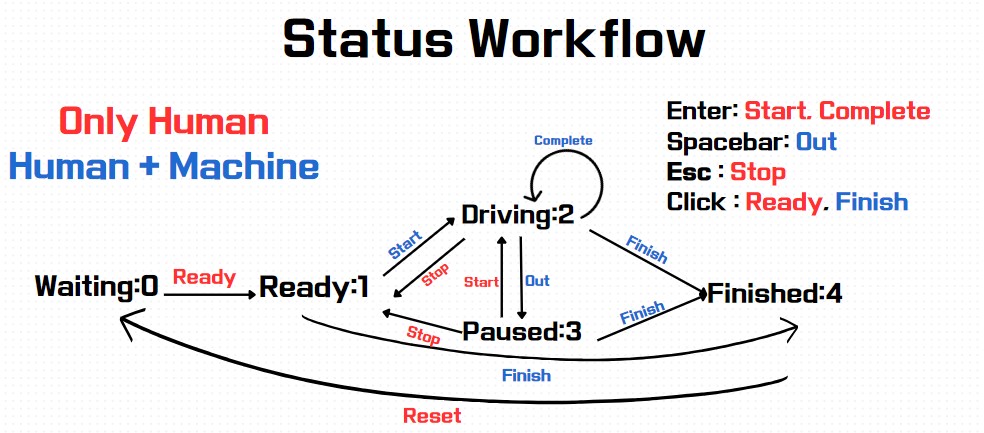 Status Workflow
Only Human
Human + Machine
Enter: Start. Complete
Spacebar: Out
Esc : Stop
Click : Ready. Finish
Complete
Driving:2
Start
Stop
Start
Out
Finish
Waiting:0
Ready
Ready:1
Finished:4
Stop
Paused:3
Finish
Finish
Reset